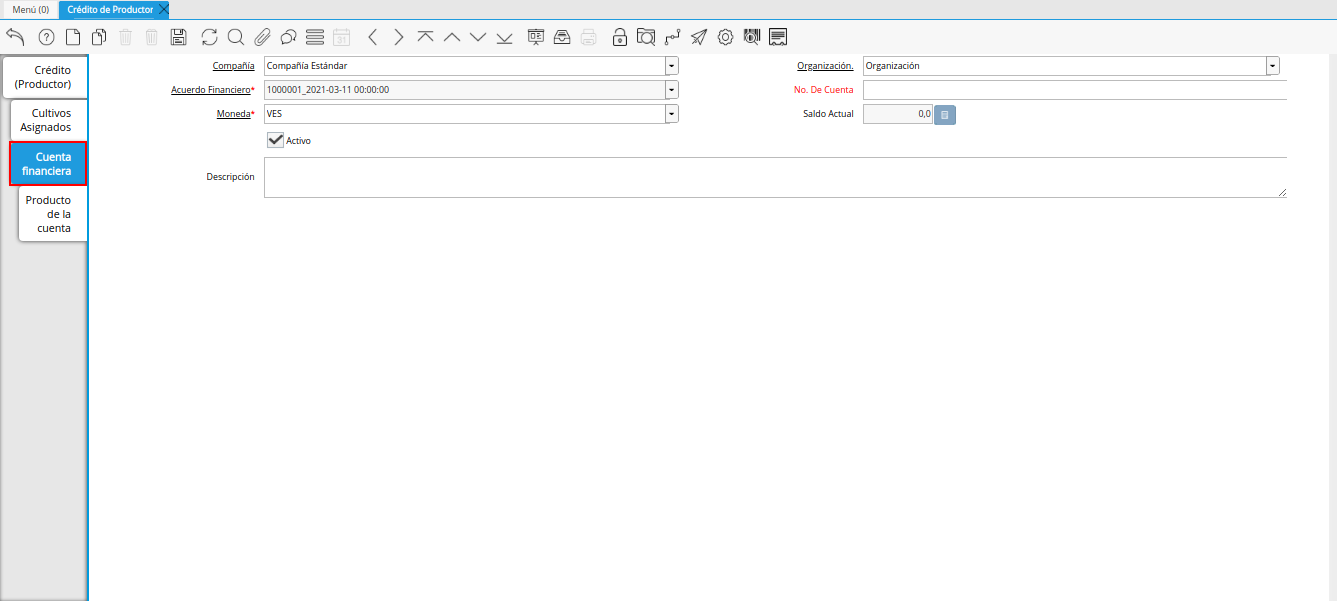 Menú (0)
Crédito de Productor
31
Crédito
(Productor)
Cultivos
Asignados
Cuenta
financiera
Producto
de la
cuenta
Compañía
Compañía Estándar
Organización.
Organización
Acuerdo Financiero*
1000001_2021-03-11 00:00:00
No. De Cuenta
Moneda*
VES
Saldo Actual
0,0
Activo
Descripción